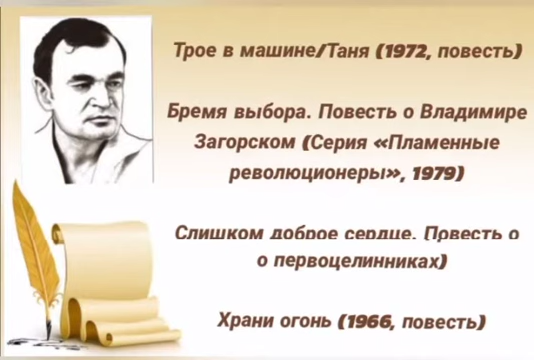 Трое в машине/Таня (1972, повесть)
Бремя выбора. Повесть о Владимире
Загорском (Серия «Пламенные
революционеры», 1979)
Слишком доброе сердце. Повесть о
о первоцелинниках)
Храни огонь (1966, повесть)